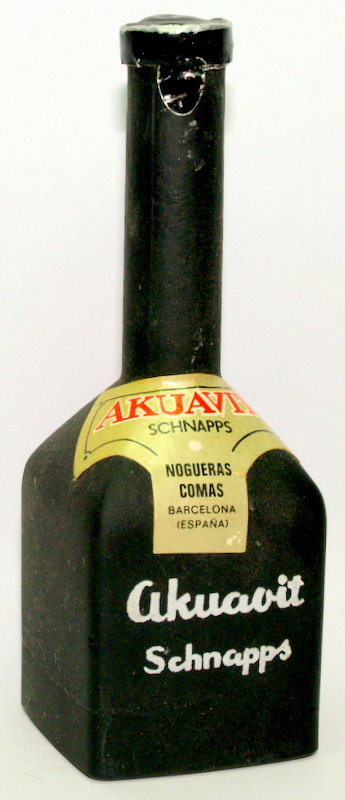 AKUAVIT
SCHNAPPS
NOGUERAS
COMAS
BARCELONA
(ESPAÑA)
Akuavit
Schnapps